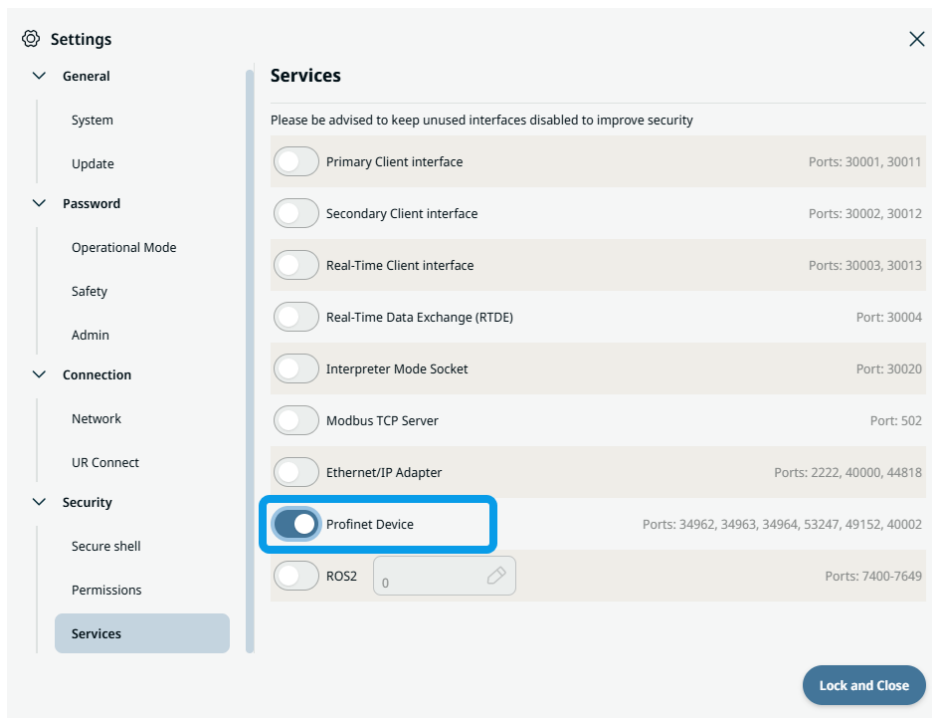 Settings
General
System
Update
Password
Operational Mode
Safety
Admin
Connection
Network
UR Connect
Security
Secure shell
Permissions
Services
Services
Please be advised to keep unused interfaces disabled to improve security
Primary Client interface Ports: 30001, 30011
Secondary Client interface Ports: 30002, 30012
Real-Time Client interface Ports: 30003, 30013
Real-Time Data Exchange (RTDE) Port: 30004
Interpreter Mode Socket Port: 30020
Modbus TCP Server Port: 502
Ethernet/IP Adapter Ports: 2222, 40000, 44818
Profinet Device Ports: 34962, 34963, 34964, 53247, 49152, 40002
ROS2 0 Ports: 7400-7649
Lock and Close